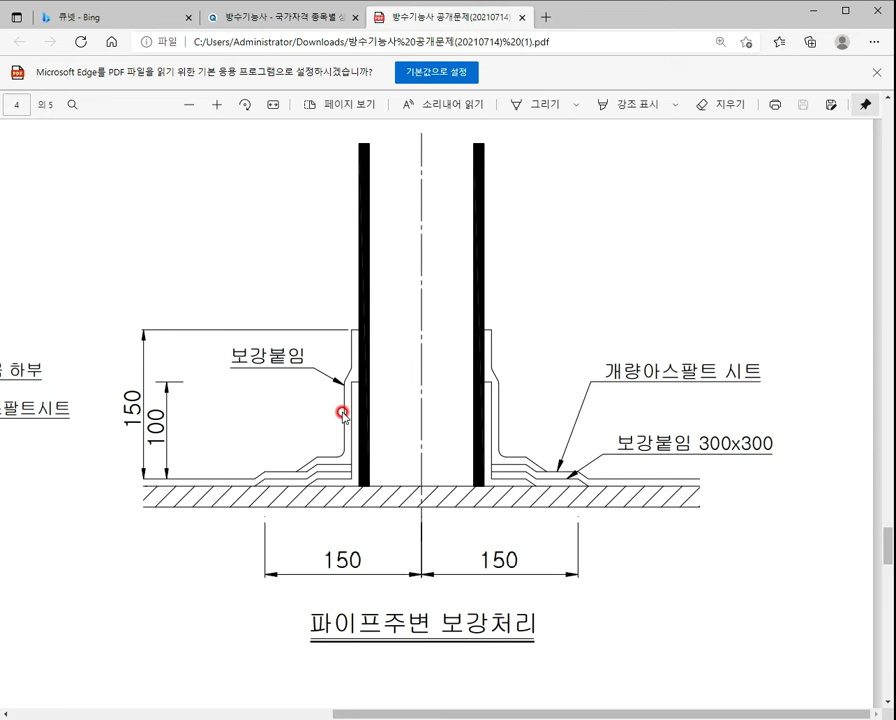 큐넷 - Bing
방수기능사 - 국가자격 종목별 상
방수기능사 공개문제(20210714)
파일
C:/Users/Administrator/Downloads/방수기능사%20공개문제(20210714)%20(1).pdf
Microsoft Edge를 PDF 파일을 읽기 위한 기본 응용 프로그램으로 설정하시겠습니까?
기본값으로 설정
4
의 5
페이지 보기
소리내어 읽기
그리기
강조 표시
지우기
하부
보강붙임
개량아스팔트 시트
팔트시트
150
100
보강붙임 300x300
150
150
파이프주변 보강처리